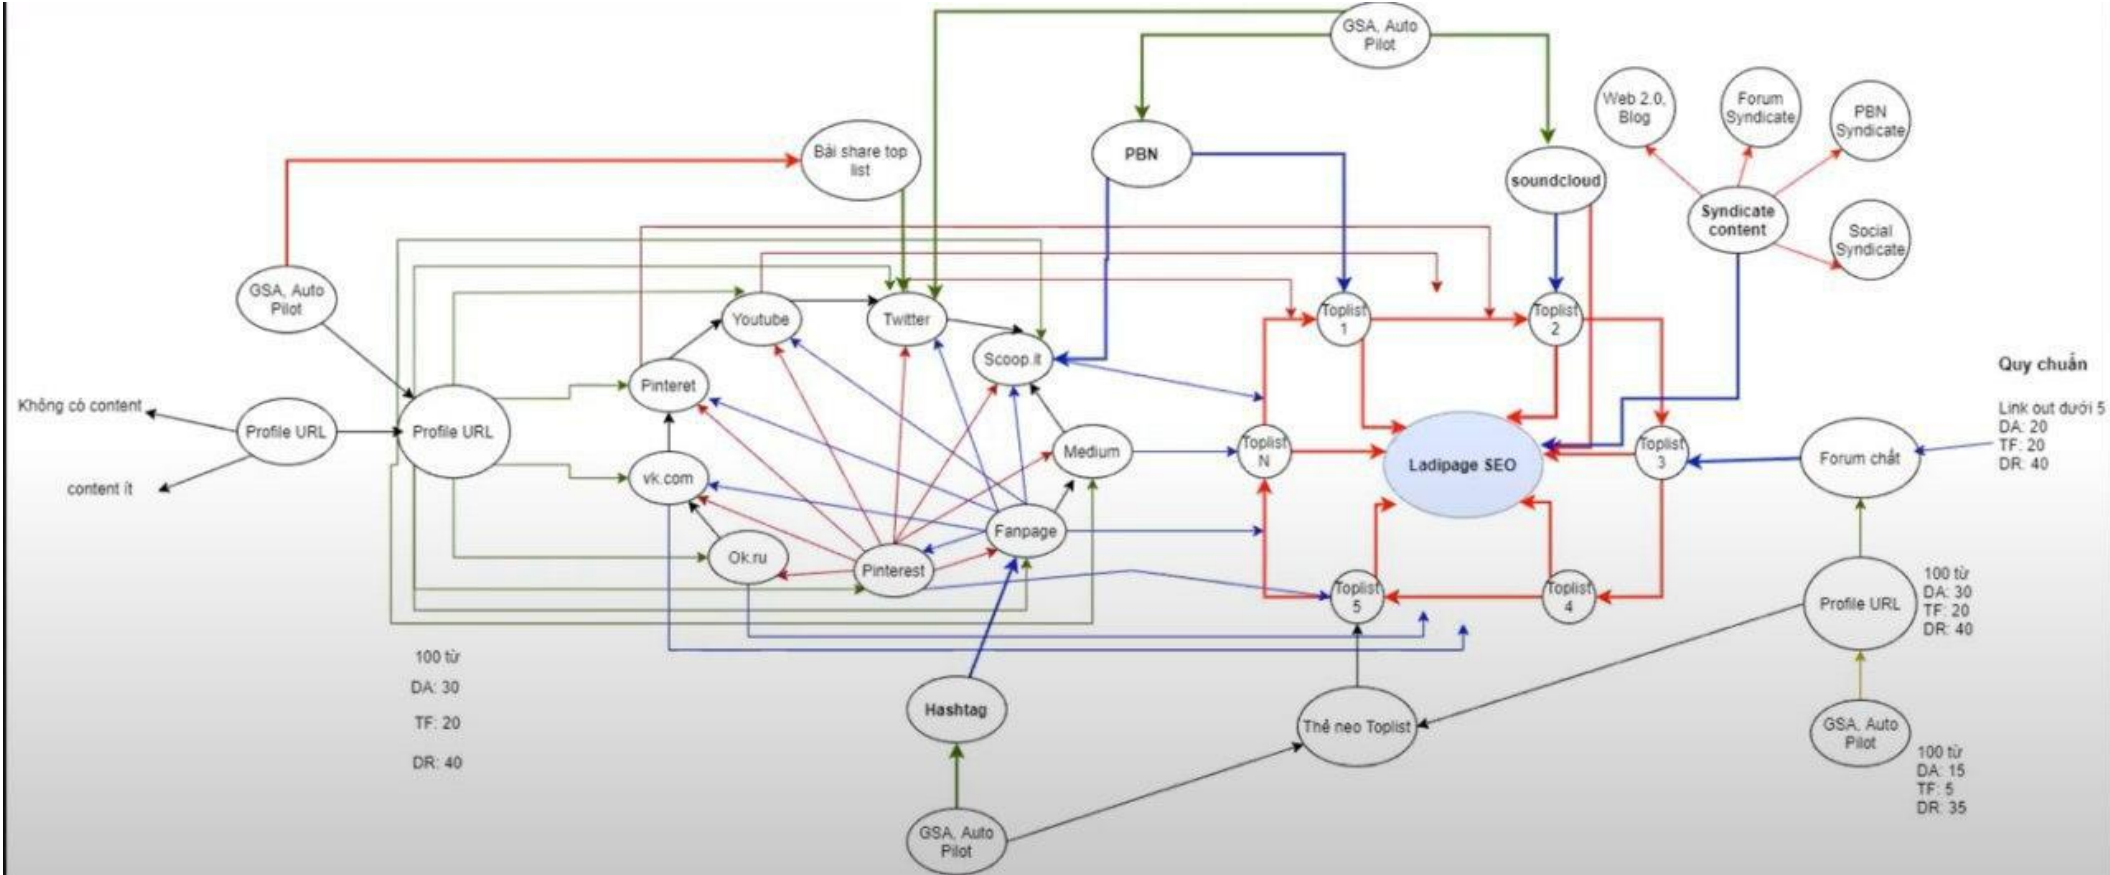 GSA, Auto
Pilot
Web 2.0,
Blog
Forum
Syndicate
PBN
Syndicate
Bài share top
list
PBN
soundcloud
Syndicate
content
Social
Syndicate
GSA, Auto
Pilot
Youtube
Twitter
Scoop.it
Toplist
1
Toplist
2
Quy chuẩn
Link out dưới 5
DA: 20
TF: 20
DR: 40
Pinteret
Không cò content
Profile URL
Profile URL
content ít
vk.com
Medium
Toplist
N
Ladipage SEO
Toplist
3
Forum chất
Ok.ru
Pinterest
Fanpage
Toplist
5
Toplist
4
Profile URL
100 từ
DA: 30
TF: 20
DR: 40
100 từ
DA: 30
TF: 20
DR: 40
Hashtag
Thẻ neo Toplist
GSA, Auto
Pilot
100 từ
DA: 15
TF: 5
DR: 35
GSA, Auto
Pilot